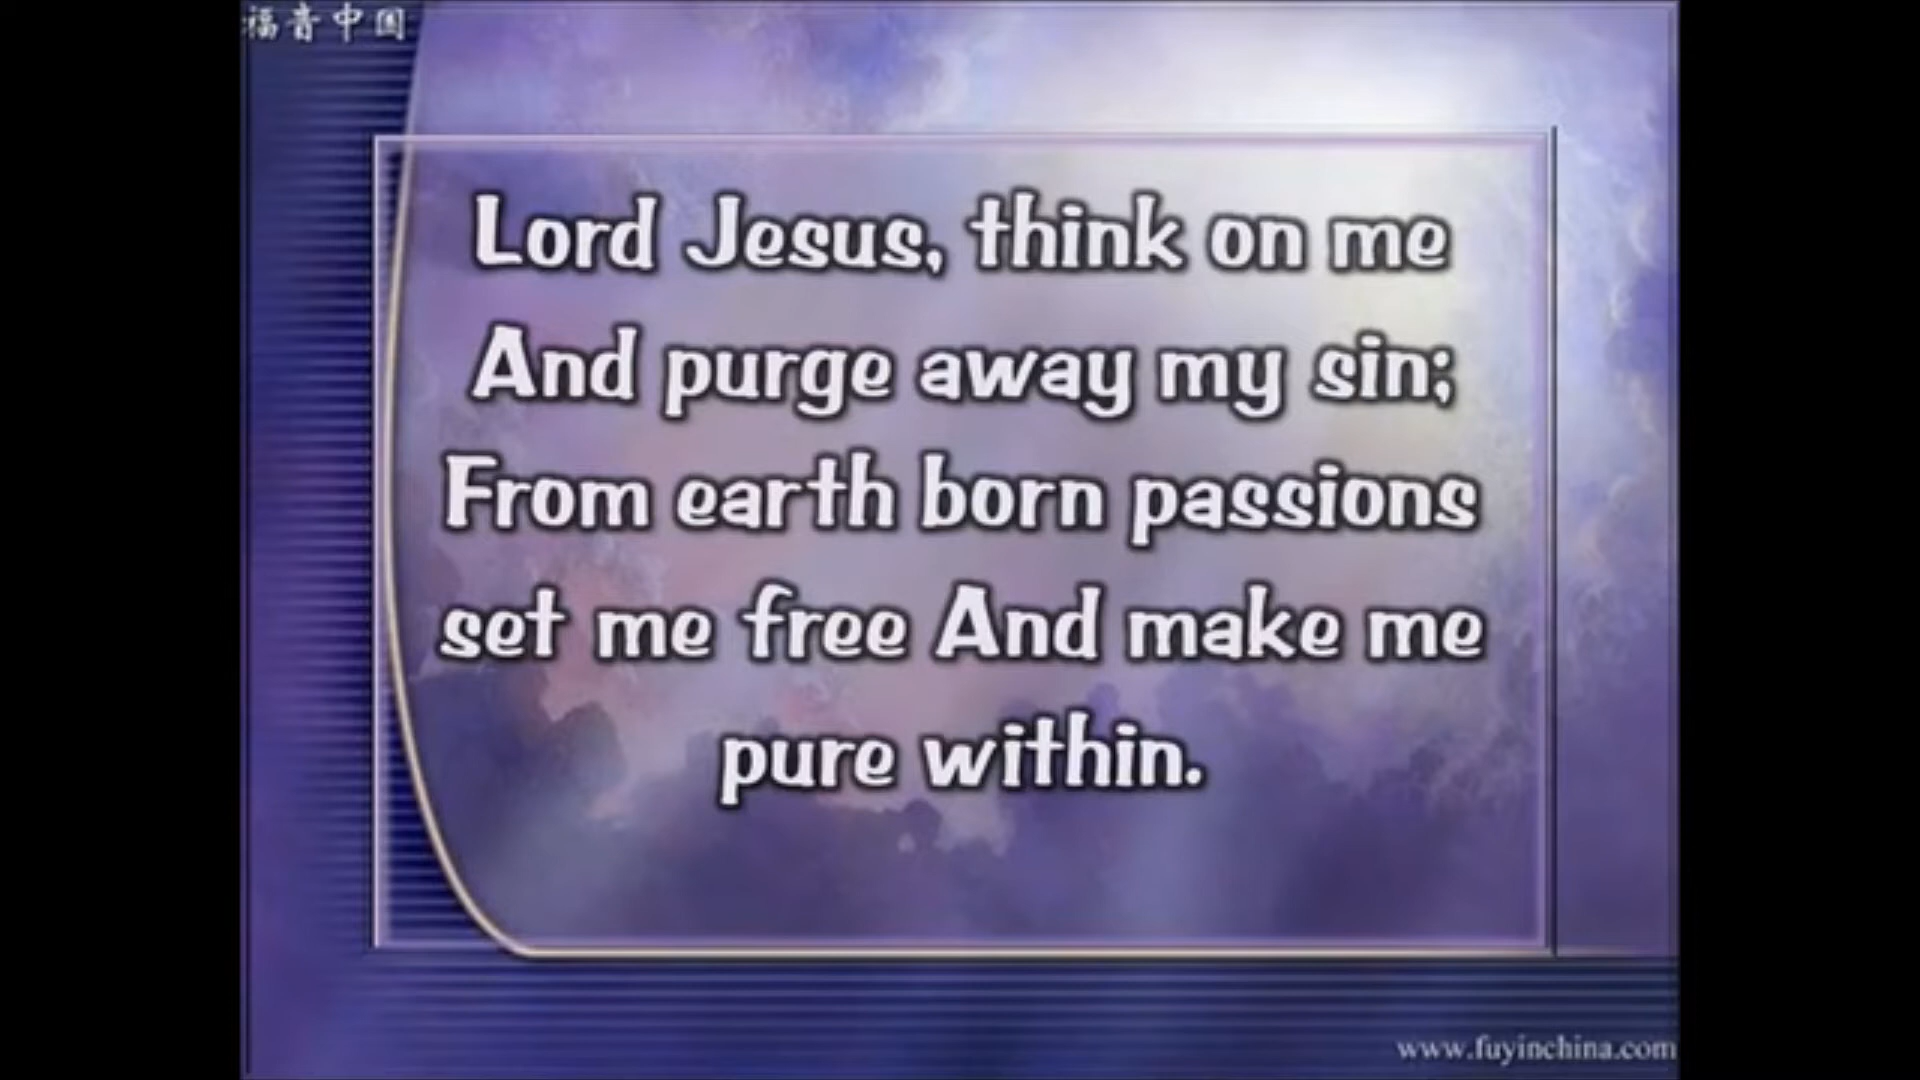 福音中国
Lord Jesus, think on me
And purge away my sin;
From earth born passions
set me free And make me
pure within.
www.fuyinchina.com